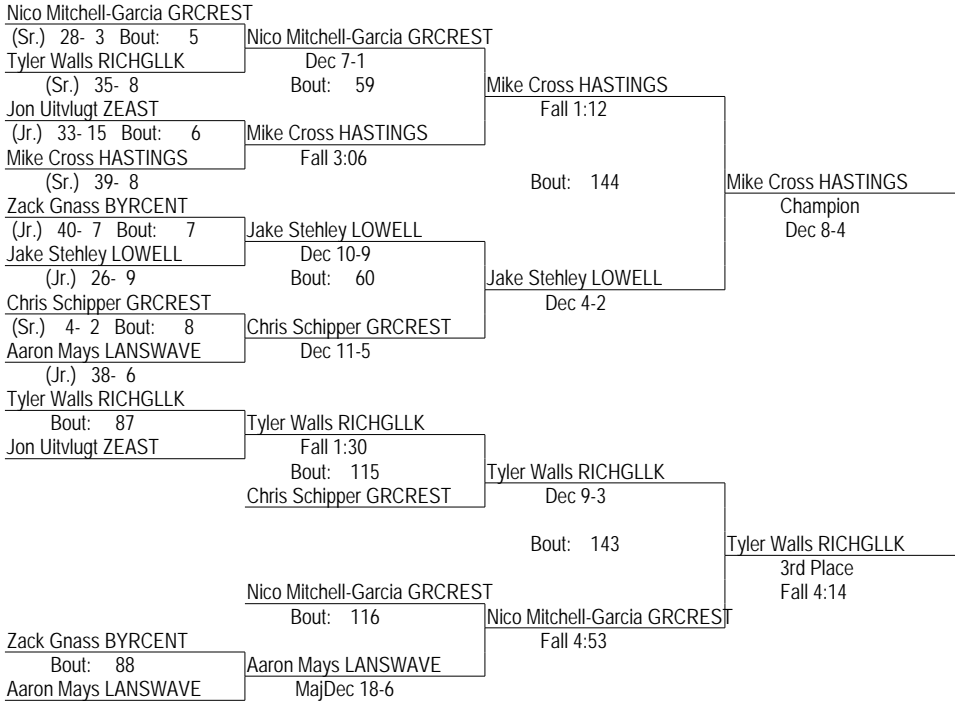 Nico Mitchell-Garcia GRCREST
(Sr.) 28- 3 Bout: 5
Nico Mitchell-Garcia GRCREST
Tyler Walls RICHGLLK
Dec 7-1
(Sr.) 35- 8
Bout: 59
Mike Cross HASTINGS
Jon Uitvlugt ZEAST
Fall 1:12
(Jr.) 33- 15 Bout: 6
Mike Cross HASTINGS
Mike Cross HASTINGS
Fall 3:06
(Sr.) 39- 8
Bout: 144
Mike Cross HASTINGS
Zack Gnass BYRCENT
Champion
(Jr.) 40- 7 Bout: 7
Jake Stehley LOWELL
Dec 8-4
Jake Stehley LOWELL
Dec 10-9
(Jr.) 26- 9
Bout: 60
Jake Stehley LOWELL
Chris Schipper GRCREST
Dec 4-2
(Sr.) 4- 2 Bout: 8
Chris Schipper GRCREST
Aaron Mays LANSWAVE
Dec 11-5
(Jr.) 38- 6
Tyler Walls RICHGLLK
Bout: 87
Tyler Walls RICHGLLK
Jon Uitvlugt ZEAST
Fall 1:30
Bout: 115
Tyler Walls RICHGLLK
Chris Schipper GRCREST
Dec 9-3
Bout: 143
Tyler Walls RICHGLLK
3rd Place
Nico Mitchell-Garcia GRCREST
Fall 4:14
Bout: 116
Nico Mitchell-Garcia GRCREST
Zack Gnass BYRCENT
Fall 4:53
Bout: 88
Aaron Mays LANSWAVE
Aaron Mays LANSWAVE
MajDec 18-6